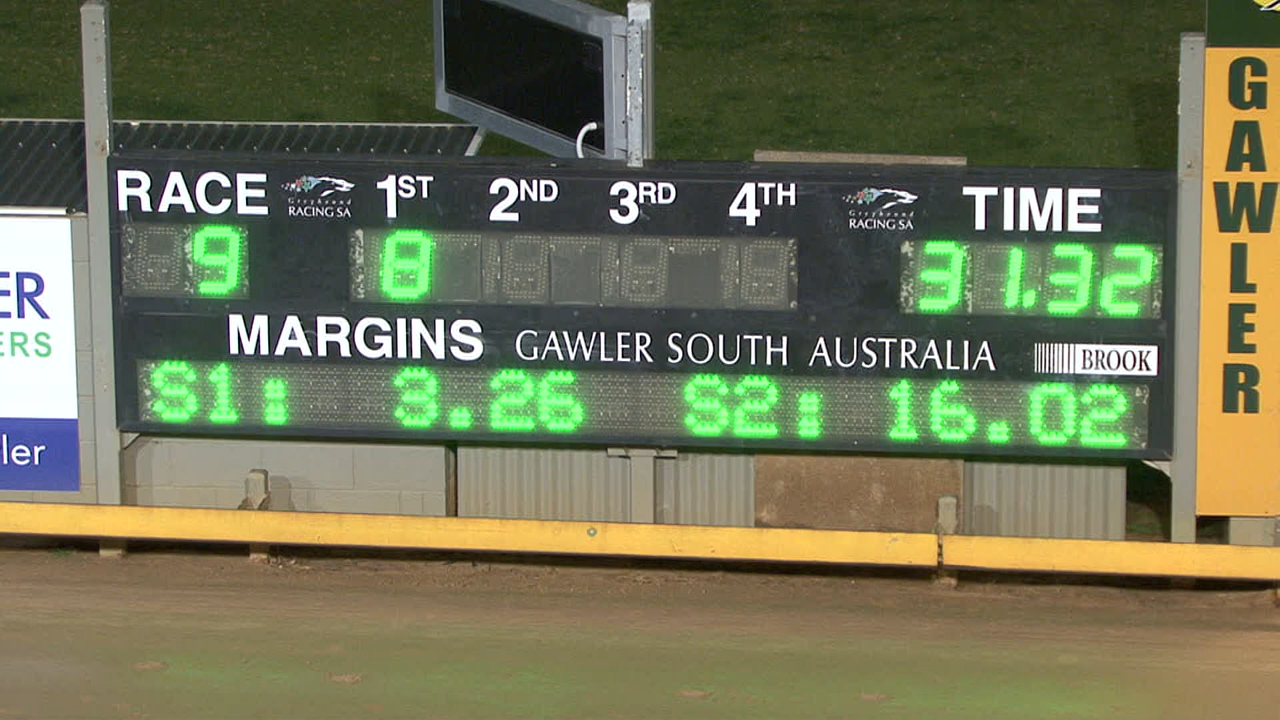 RACE 1ST 2ND 3RD 4TH TIME
Greyhound RACING SA
Greyhound RACING SA
9 8 31.32
MARGINS GAWLER SOUTH AUSTRALIA BROOK
S1: 3.26 S2: 16.02
GAWLER
ER
ERS
ler